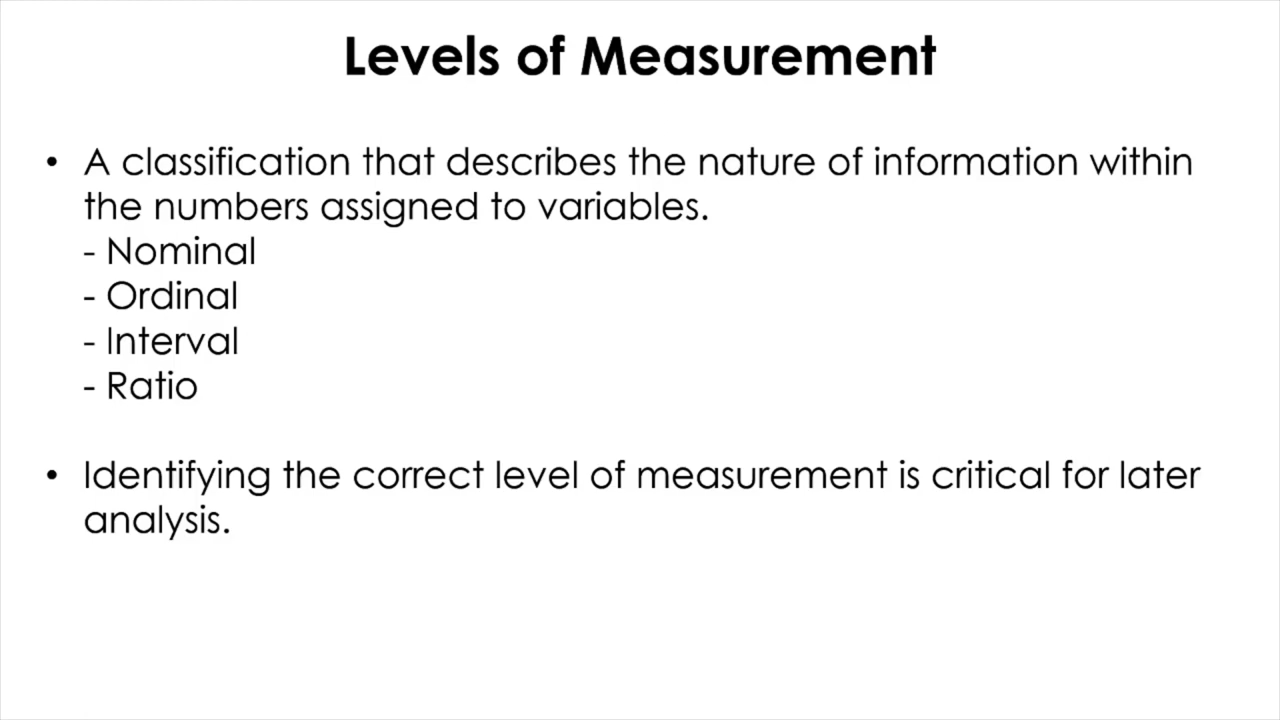 Levels of Measurement
• A classification that describes the nature of information within
the numbers assigned to variables.
- Nominal
- Ordinal
- Interval
- Ratio
• Identifying the correct level of measurement is critical for later
analysis.